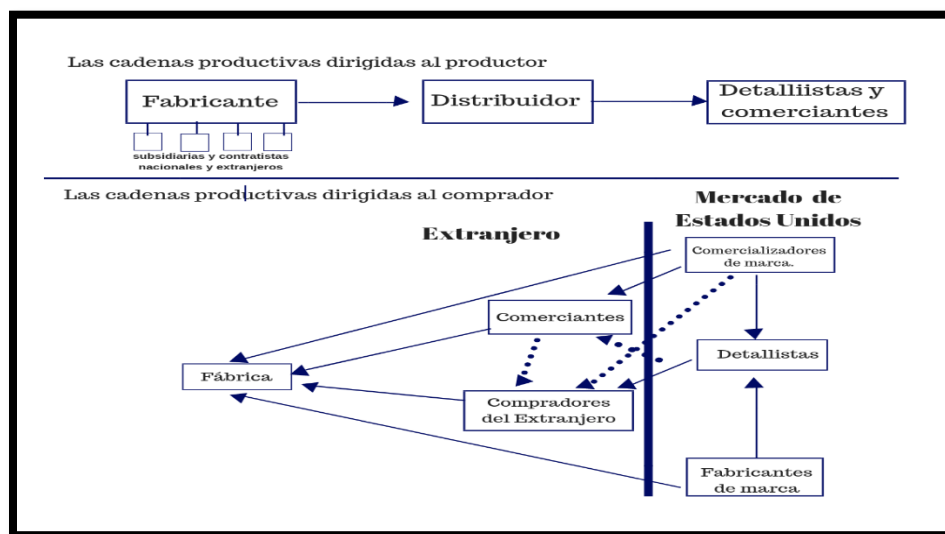 Las cadenas productivas dirigidas al productor
Fabricante
Distribuidor
Detalliistas y
comerciantes
subsidiarias y contratistas
nacionales y extranjeros
Las cadenas productivas dirigidas al comprador
Mercado de
Estados Unidos
Extranjero
Comercializadores
de marca.
Comerciantes
Detallistas
Fábrica
Compradores
del Extranjero
Fabricantes
de marca